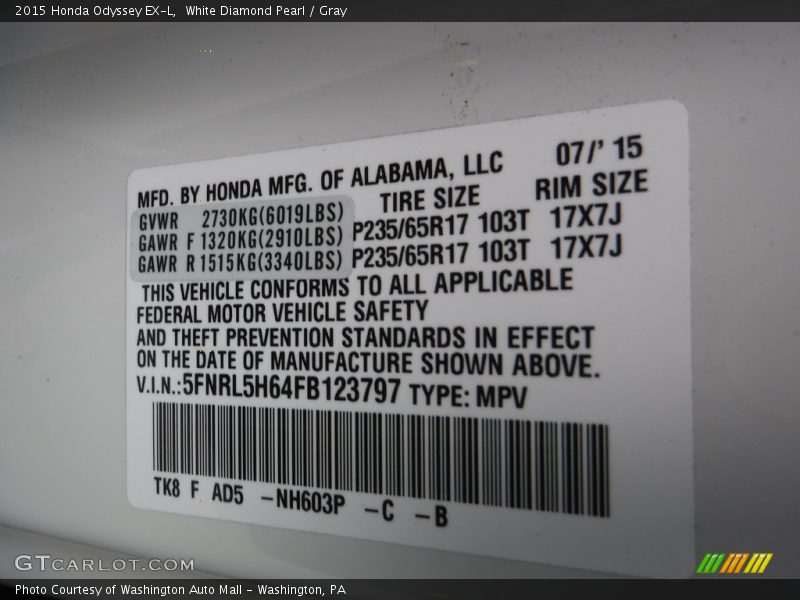 2015 Honda Odyssey EX-L, White Diamond Pearl / Gray
MFD. BY HONDA MFG. OF ALABAMA, LLC 07/' 15
TIRE SIZE RIM SIZE
GVWR 2730KG(6019LBS)
GAWR F 1320KG(2910LBS) P235/65R17 103T 17X7J
GAWR R 1515KG(3340LBS) P235/65R17 103T 17X7J
THIS VEHICLE CONFORMS TO ALL APPLICABLE
FEDERAL MOTOR VEHICLE SAFETY
AND THEFT PREVENTION STANDARDS IN EFFECT
ON THE DATE OF MANUFACTURE SHOWN ABOVE.
V.I.N.:5FNRL5H64FB123797 TYPE: MPV
TK8 F AD5 -NH603P -C -B
GTCARLOT.COM
Photo Courtesy of Washington Auto Mall - Washington, PA